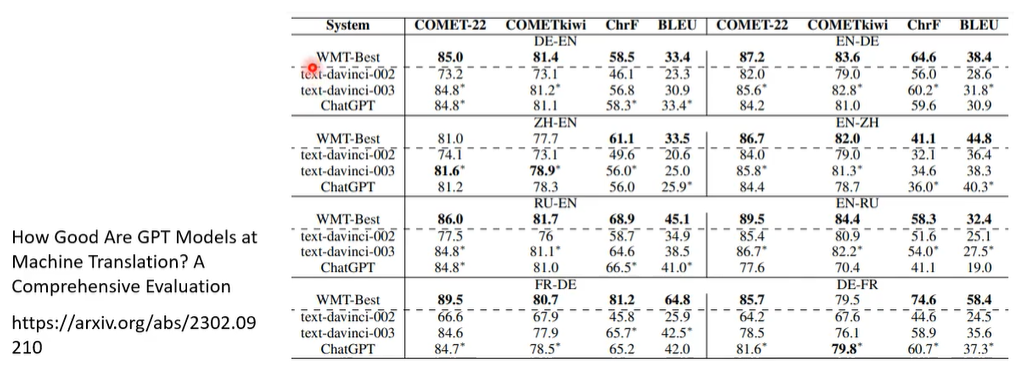 System COMET-22 COMETkiwi ChrF BLEU COMET-22 COMETkiwi ChrF BLEU
DE-EN EN-DE
WMT-Best 85.0 81.4 58.5 33.4 87.2 83.6 64.6 38.4
text-davinci-002 73.2 73.1 46.1 23.3 82.0 79.0 56.0 28.6
text-davinci-003 84.8* 81.2* 56.8 30.9 85.6* 82.8* 60.2* 31.8*
ChatGPT 84.8* 81.1 58.3* 33.4* 84.2 81.0 59.6 30.9
ZH-EN EN-ZH
WMT-Best 81.0 77.7 61.1 33.5 86.7 82.0 41.1 44.8
text-davinci-002 74.1 73.1 49.6 20.6 84.0 79.0 32.1 36.4
text-davinci-003 81.6* 78.9* 56.0* 25.0 85.8* 81.3* 34.6 38.3
ChatGPT 81.2 78.3 56.0 25.9* 84.4 78.7 36.0* 40.3*
RU-EN EN-RU
WMT-Best 86.0 81.7 68.9 45.1 89.5 84.4 58.3 32.4
text-davinci-002 77.5 76 58.7 34.9 85.4 80.9 51.6 25.1
text-davinci-003 84.8* 81.1* 64.6 38.5 86.7* 82.2* 54.0* 27.5*
ChatGPT 84.8* 81.0 66.5* 41.0* 77.6 70.4 41.1 19.0
FR-DE DE-FR
WMT-Best 89.5 80.7 81.2 64.8 85.7 79.5 74.6 58.4
text-davinci-002 66.6 67.9 45.8 25.9 64.2 67.6 44.6 24.5
text-davinci-003 84.6 77.9 65.7* 42.5* 78.5 76.1 58.9 35.6
ChatGPT 84.7* 78.5* 65.2 42.0 81.6* 79.8* 60.7* 37.3*
How Good Are GPT Models at
Machine Translation? A
Comprehensive Evaluation
https://arxiv.org/abs/2302.09
210